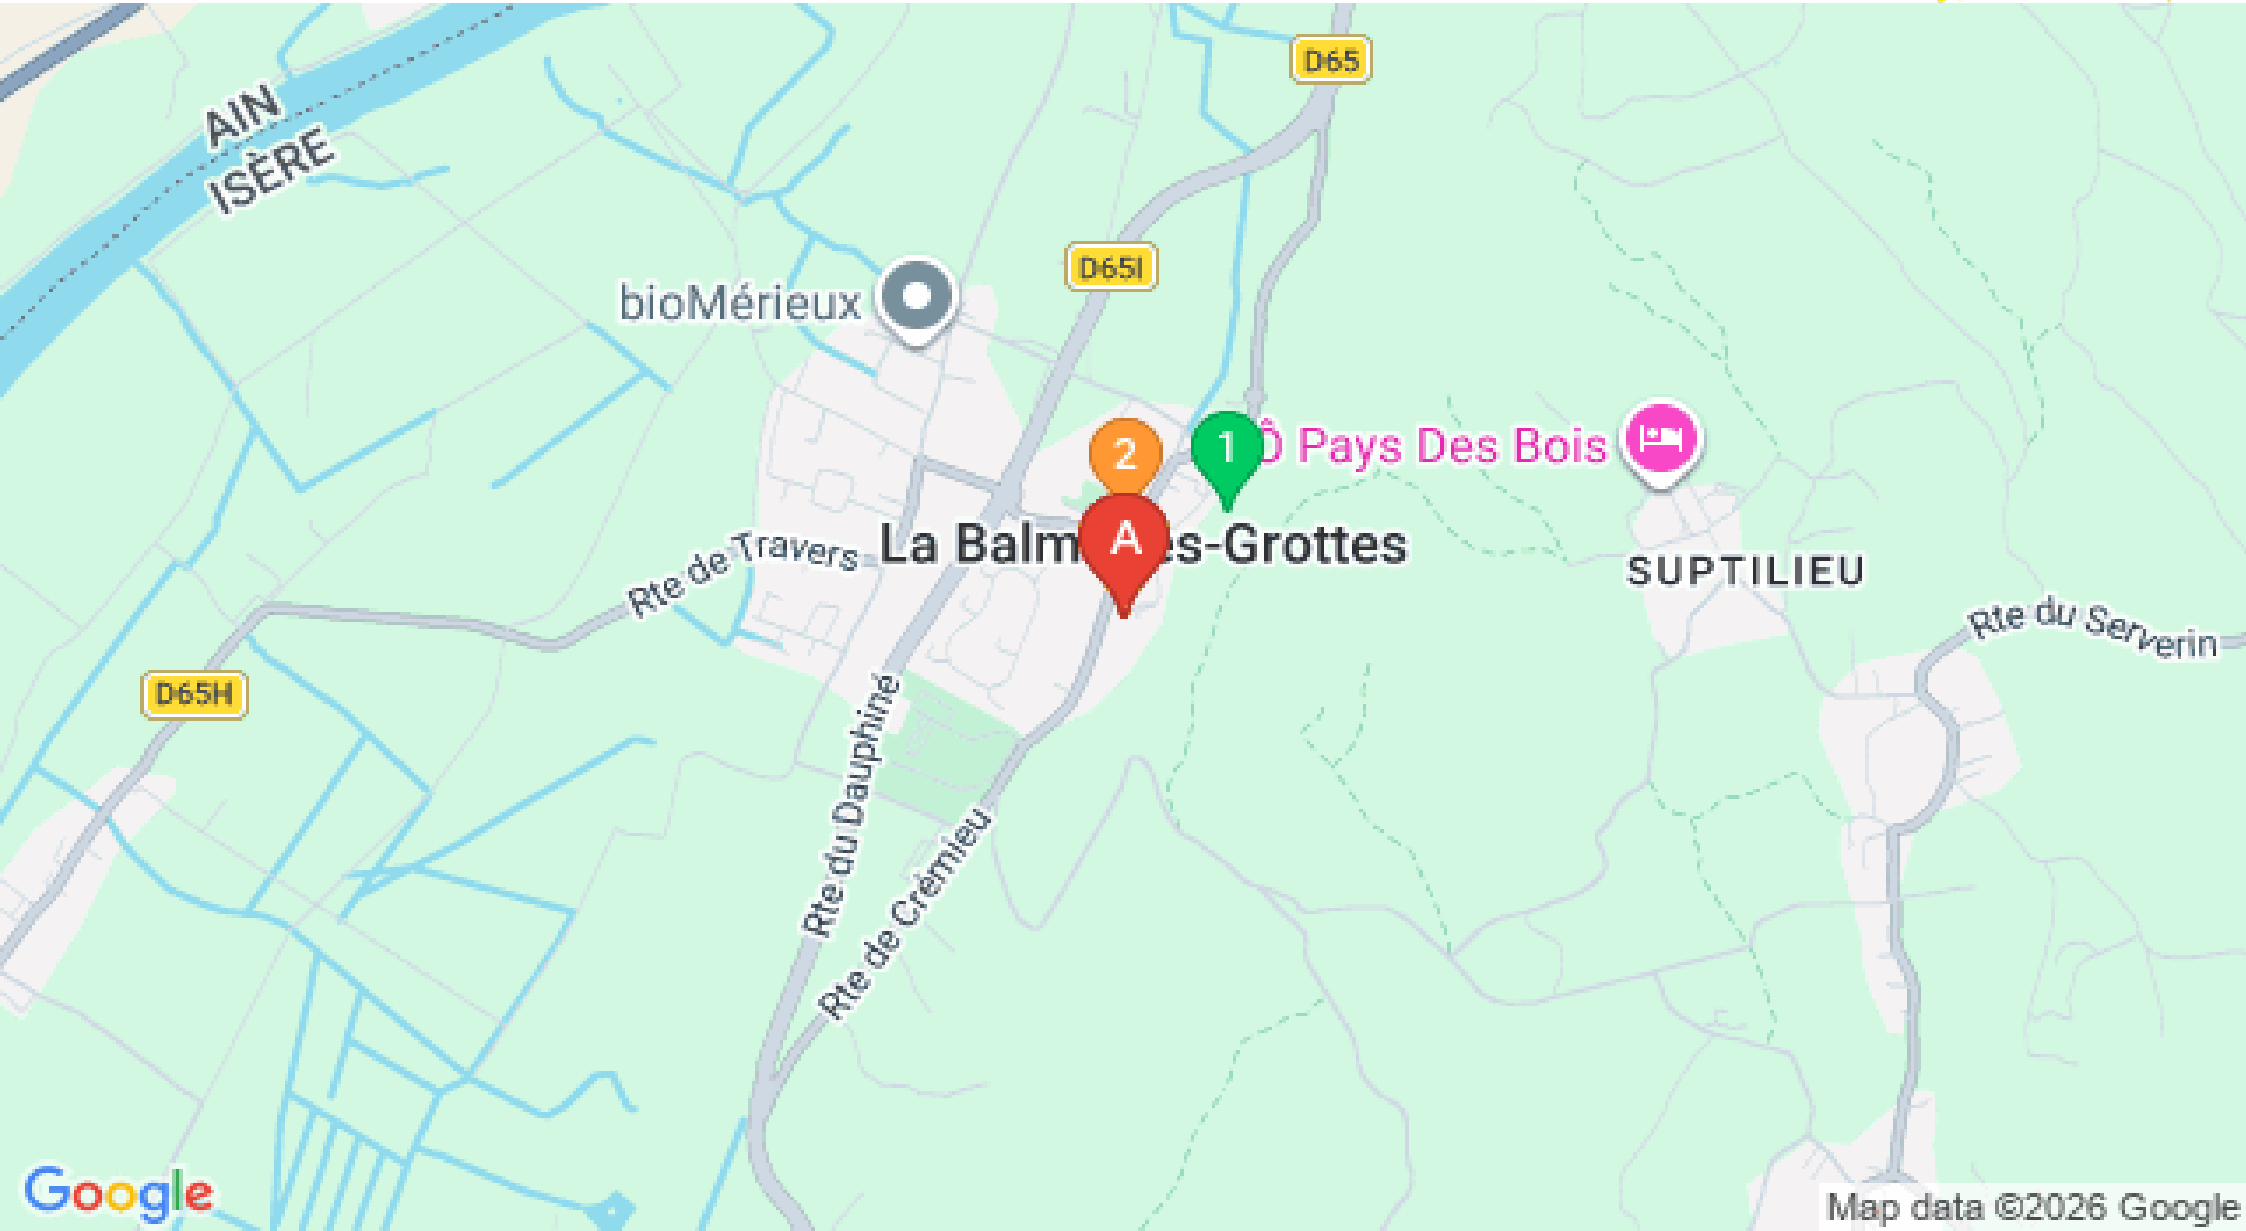 D65
AIN
ISÈRE
D65I
bioMérieux
2
1
Ô Pays Des Bois
A
La Balm es-Grottes
Rte de Travers
SUPTILIEU
Rte du Serverin
D65H
Rte du Dauphiné
Rte de Crémieu
Google
Map data ©2026 Google